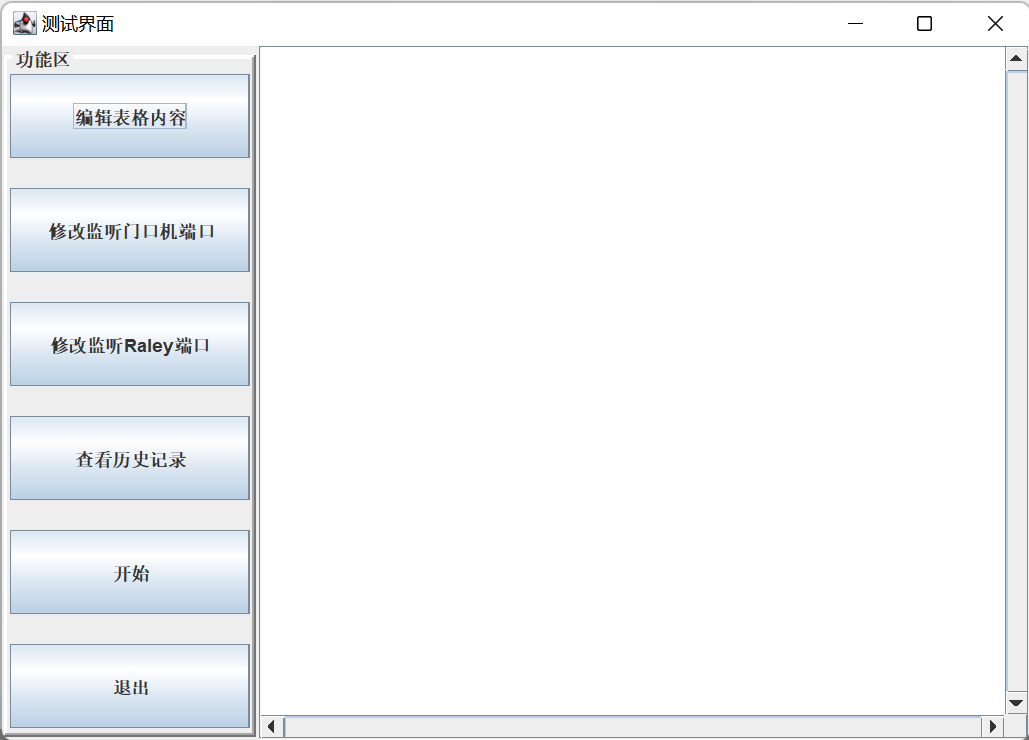 测试界面
功能区
编辑表格内容
修改监听门口机端口
修改监听Raley端口
查看历史记录
开始
退出